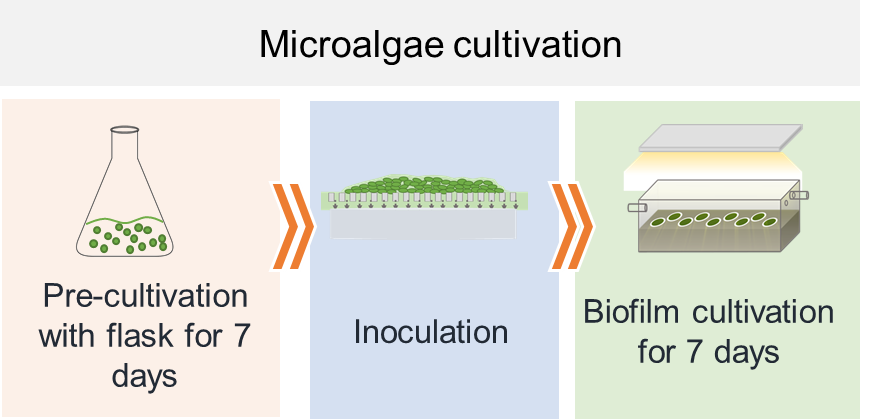 Microalgae cultivation
Pre-cultivation
with flask for 7
days
Inoculation
Biofilm cultivation
for 7 days